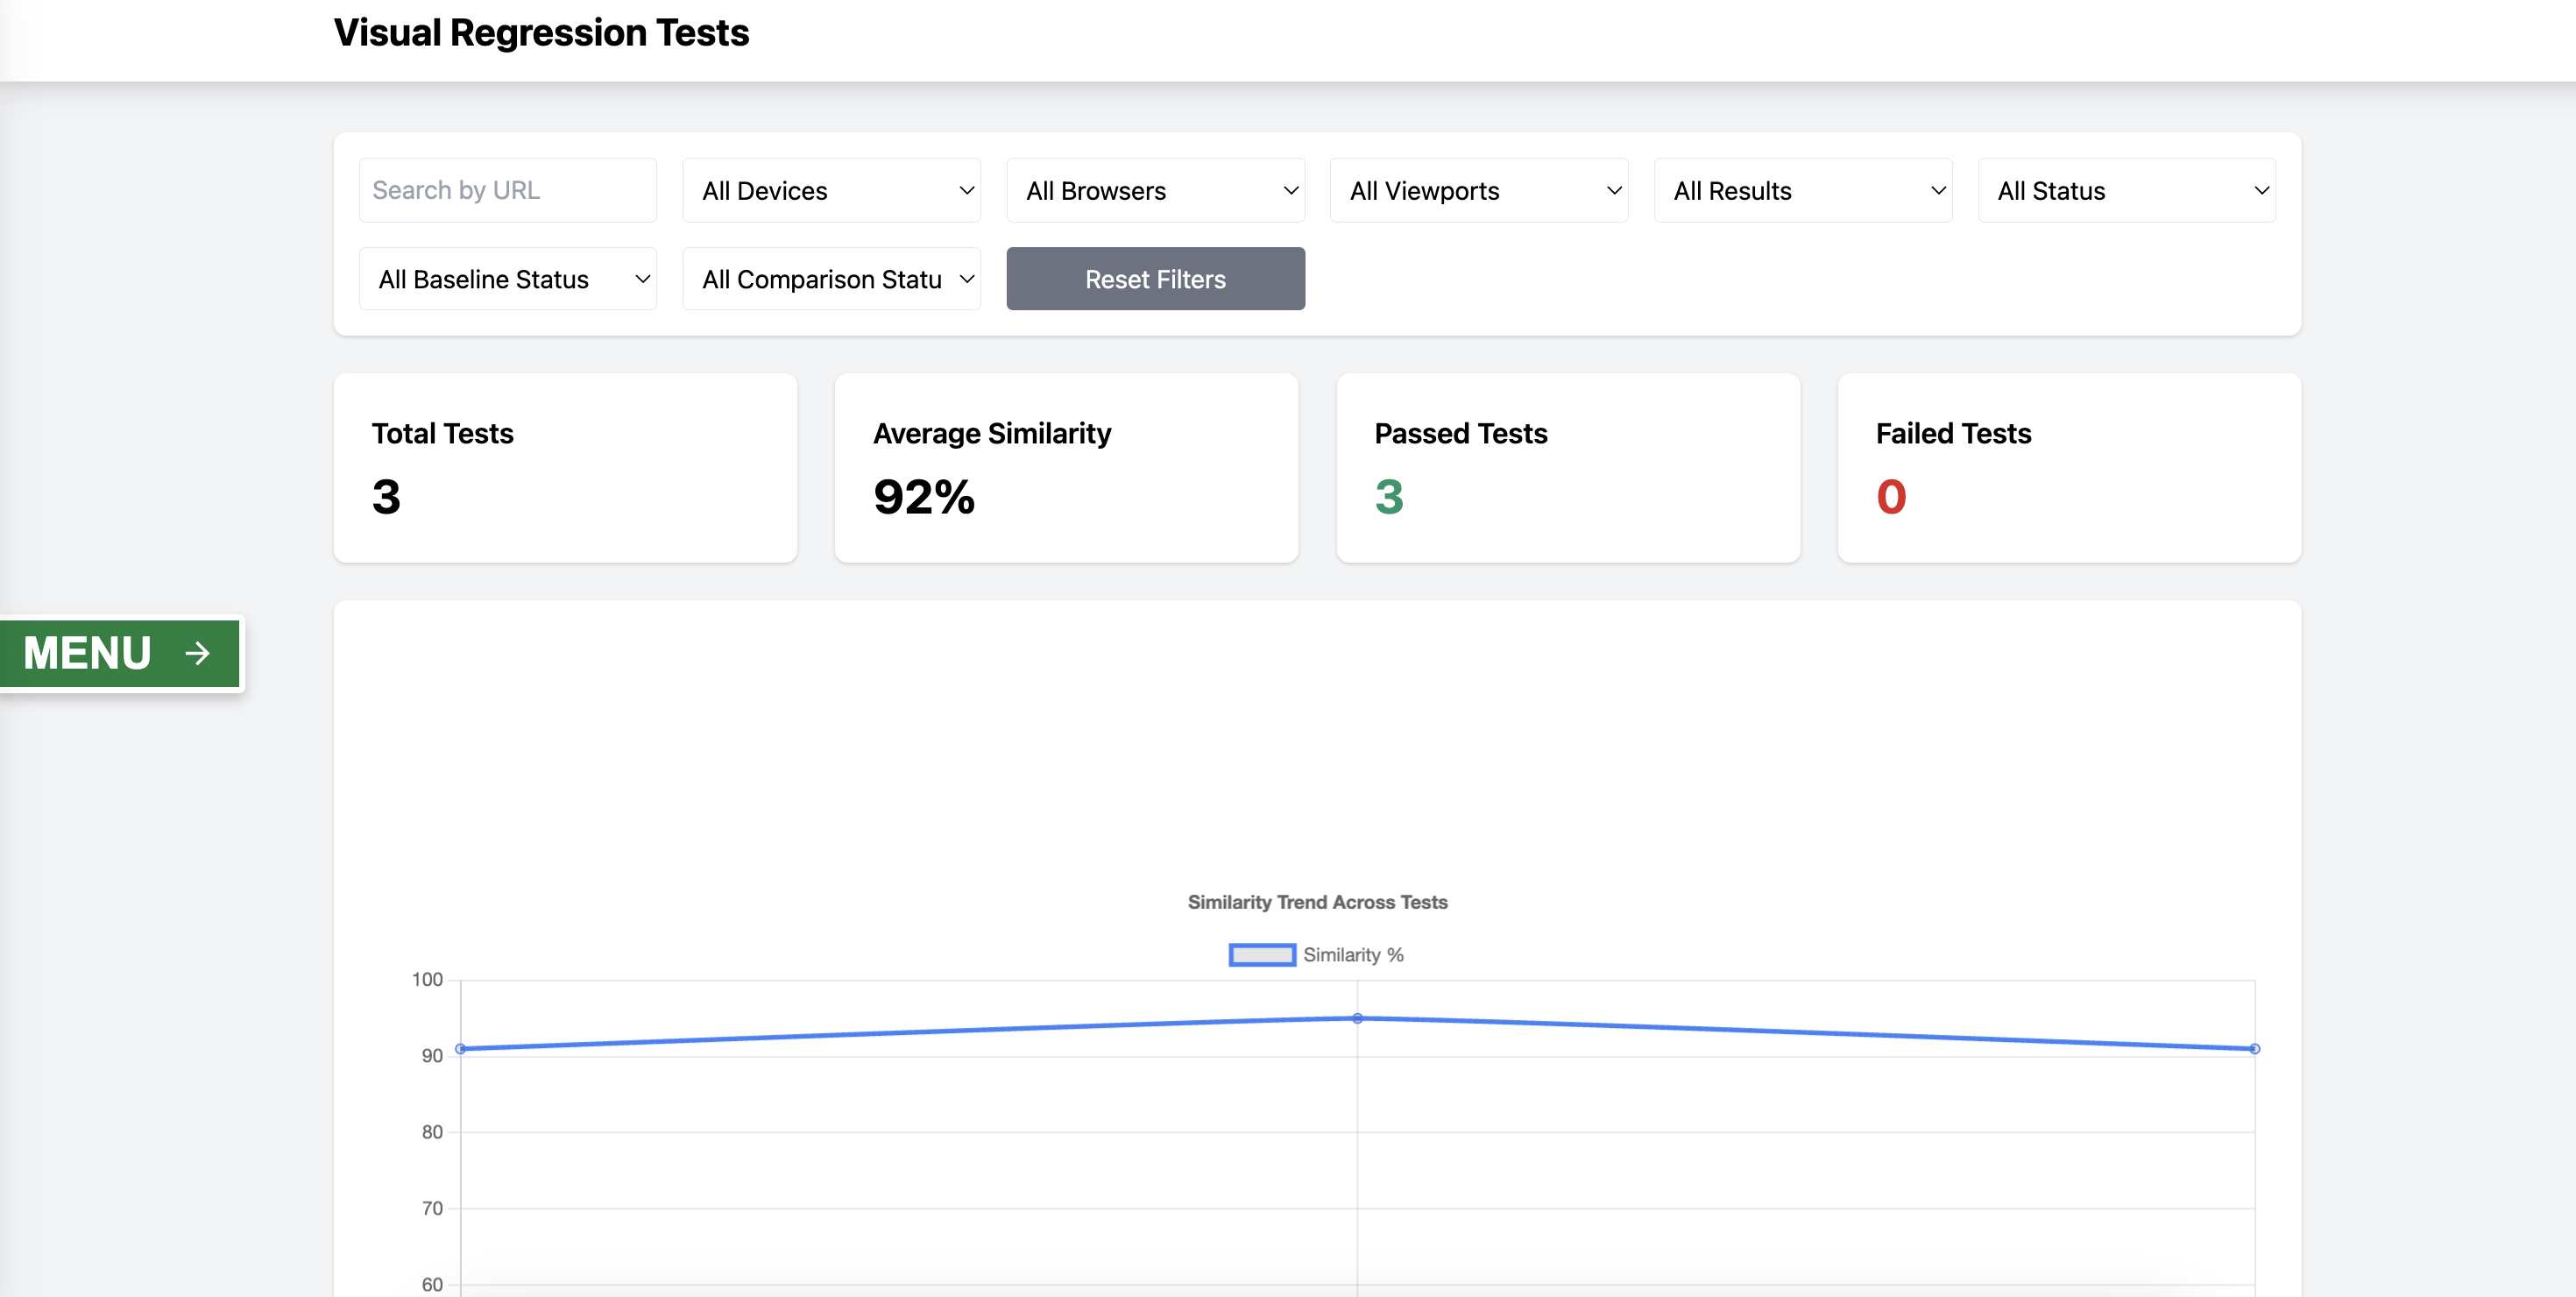 Visual Regression Tests
Search by URL
All Devices
All Browsers
All Viewports
All Results
All Status
All Baseline Status
All Comparison Statu
Reset Filters
Total Tests
3
Average Similarity
92%
Passed Tests
3
Failed Tests
0
MENU →
Similarity Trend Across Tests
Similarity %
100
90
80
70
60